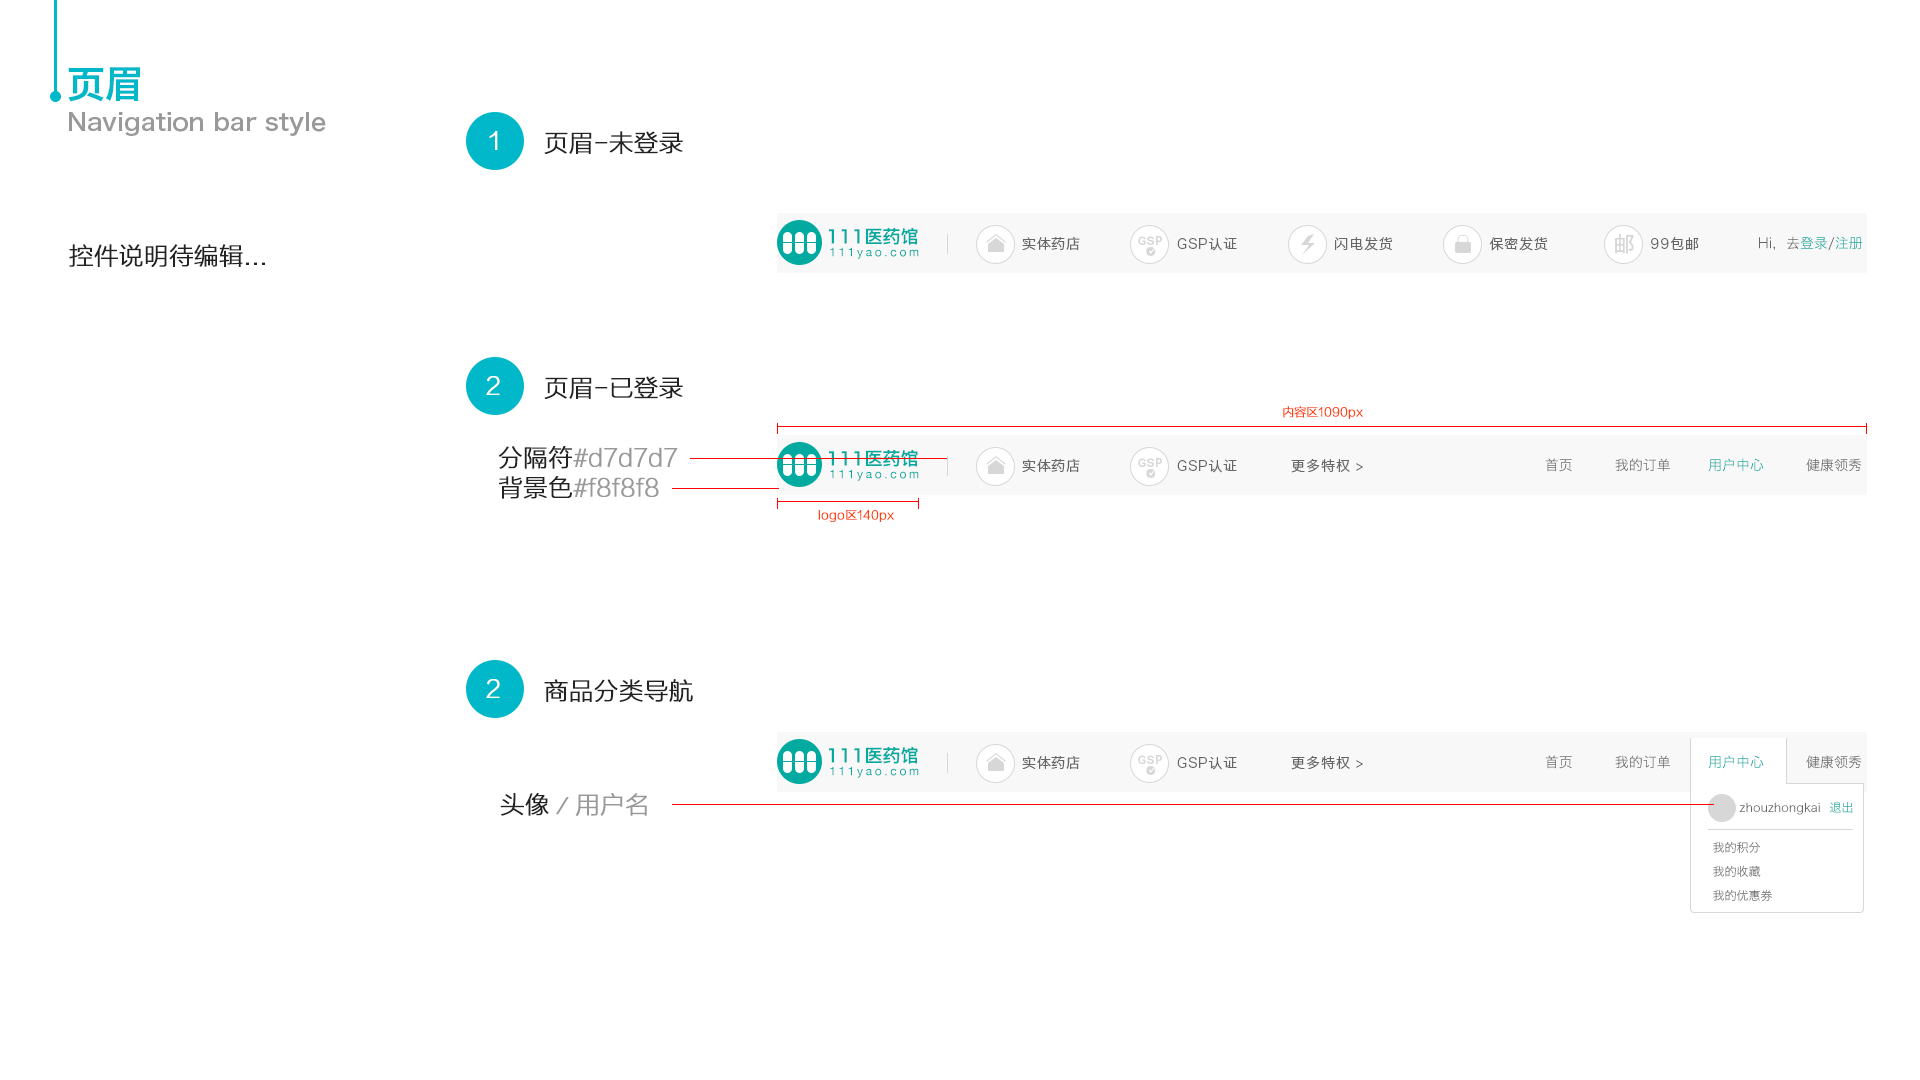 页眉
Navigation bar style
控件说明待编辑...
1 页眉-未登录
111医药馆
111yao.com
实体药店 GSP GSP认证 闪电发货 保密发货 邮 99包邮 Hi, 去登录/注册
2 页眉-已登录
内容区1090px
分隔符#d7d7d7
背景色#f8f8f8
111医药馆
111yao.com
实体药店 GSP GSP认证 更多特权 > 首页 我的订单 用户中心 健康领秀
logo区140px
2 商品分类导航
111医药馆
111yao.com
实体药店 GSP GSP认证 更多特权 > 首页 我的订单 用户中心 健康领秀
头像 / 用户名
zhouzhongkai 退出
我的积分
我的收藏
我的优惠券